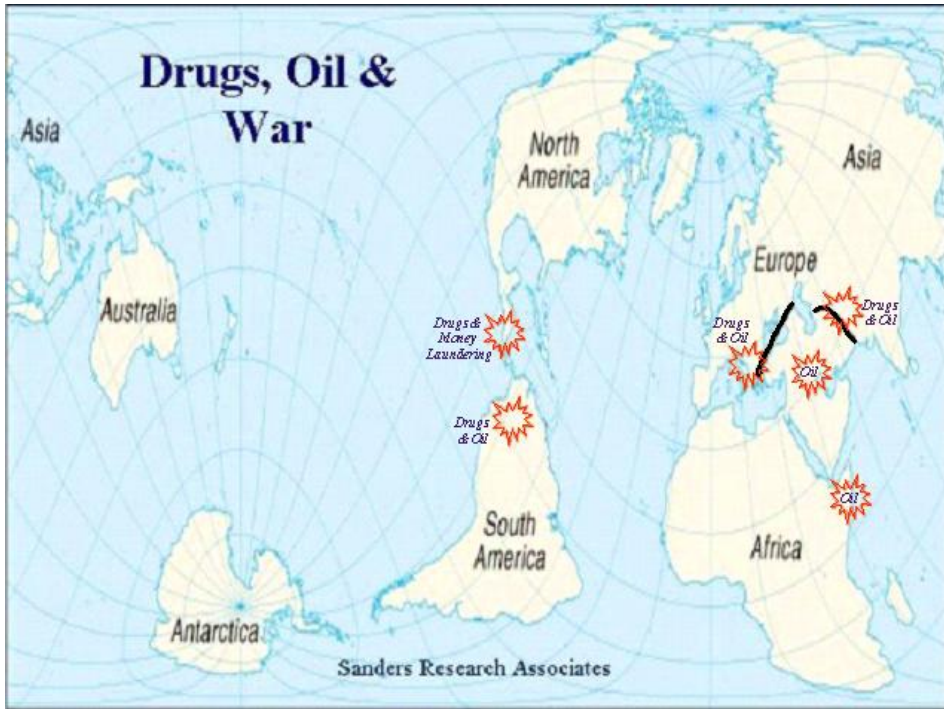 Drugs, Oil &
War
Asia
North
America
Asia
Europe
Australia
Drugs &
Money
Laundering
Drugs
& Oil
Drugs
& Oil
Oil
Drugs
& Oil
Oil
South
America
Africa
Antarctica
Sanders Research Associates